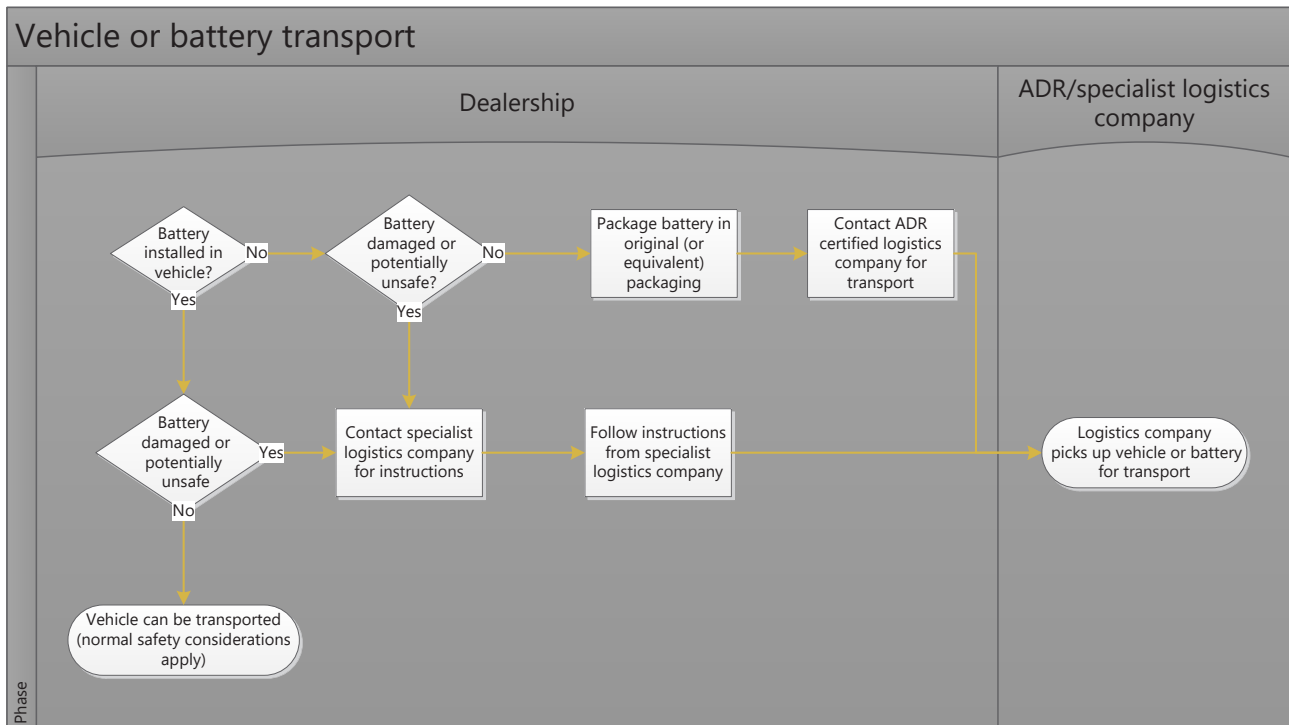 Vehicle or battery transport
Dealership
ADR/specialist logistics
company
Battery
installed in
vehicle?
No
Yes
Battery
damaged or
potentially
unsafe?
No
Yes
Package battery in
original (or
equivalent)
packaging
Contact ADR
certified logistics
company for
transport
Battery
damaged or
potentially
unsafe
Yes
No
Contact specialist
logistics company
for instructions
Follow instructions
from specialist
logistics company
Logistics company
picks up vehicle or battery
for transport
Vehicle can be transported
(normal safety considerations
apply)
Phase